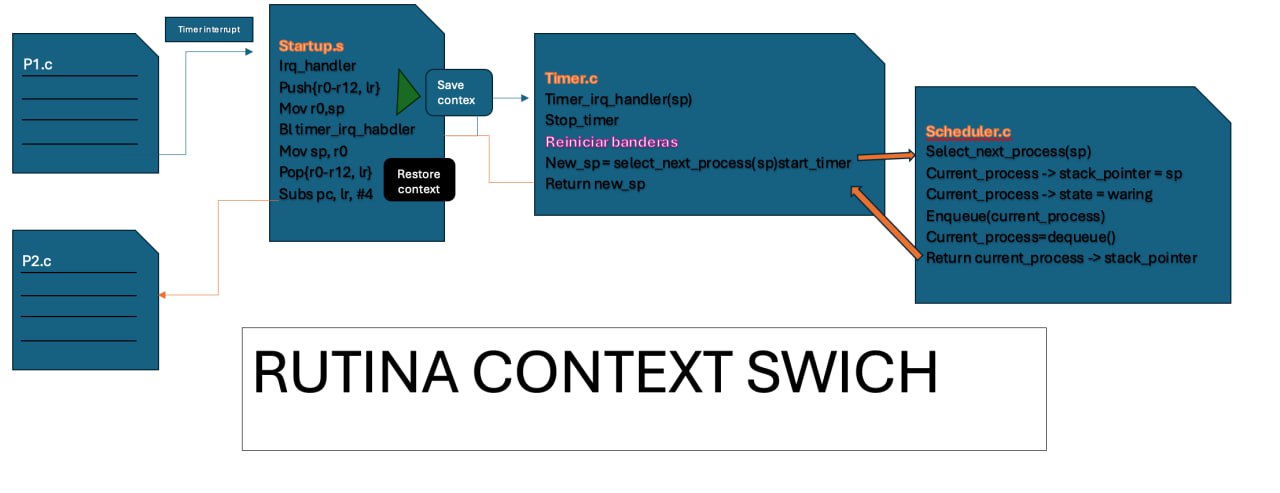 P1.c
Timer interrupt
Startup.s
Irq_handler
Push{r0-r12, lr}
Mov r0,sp
Bl timer_irq_habdler
Mov sp, r0
Pop{r0-r12, lr}
Subs pc, lr, #4
Save
contex
Restore
context
Timer.c
Timer_irq_handler(sp)
Stop_timer
Reiniciar banderas
New_sp = select_next_process(sp)start_timer
Return new_sp
Scheduler.c
Select_next_process(sp)
Current_process -> stack_pointer = sp
Current_process -> state = waring
Enqueue(current_process)
Current_process=dequeue()
Return current_process -> stack_pointer
P2.c
RUTINA CONTEXT SWICH